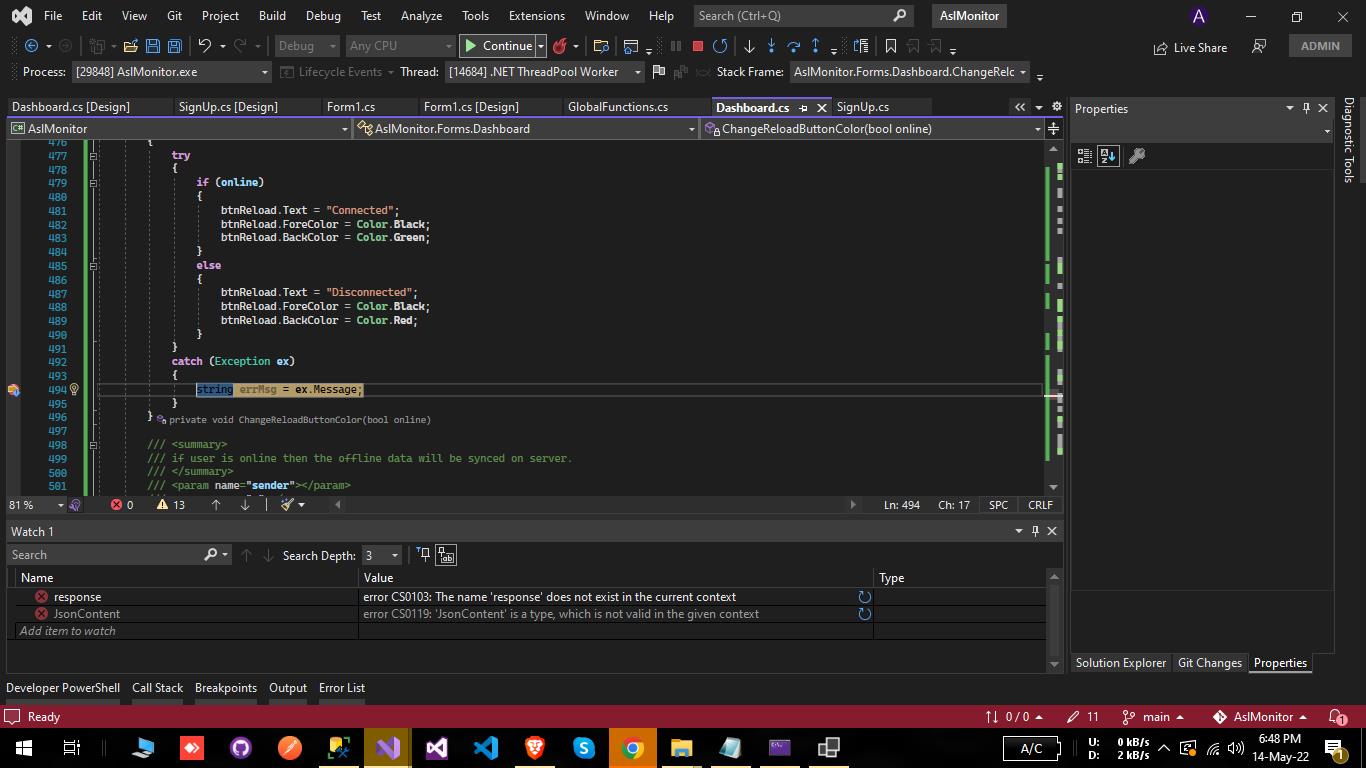 File Edit View Git Project Build Debug Test Analyze Tools Extensions Window Help Search (Ctrl+Q) AslMonitor A
Debug Any CPU Continue Live Share ADMIN
Process: [29848] AslMonitor.exe Lifecycle Events Thread: [14684] .NET ThreadPool Worker Stack Frame: AslMonitor.Forms.Dashboard.ChangeRelc
Dashboard.cs [Design] SignUp.cs [Design] Form1.cs Form1.cs [Design] GlobalFunctions.cs Dashboard.cs SignUp.cs Properties
C# AslMonitor AslMonitor.Forms.Dashboard ChangeReloadButtonColor(bool online)
Diagnostic Tools
476 {
477 try
478 {
479 if (online)
480 {
481 btnReload.Text = "Connected";
482 btnReload.ForeColor = Color.Black;
483 btnReload.BackColor = Color.Green;
484 }
485 else
486 {
487 btnReload.Text = "Disconnected";
488 btnReload.ForeColor = Color.Black;
489 btnReload.BackColor = Color.Red;
490 }
491 }
492 catch (Exception ex)
493 {
494 string errMsg = ex.Message;
495 }
496 } private void ChangeReloadButtonColor(bool online)
497
498 /// <summary>
499 /// if user is online then the offline data will be synced on server.
500 /// </summary>
501 /// <param name="sender"></param>
81 % 0 13 Ln: 494 Ch: 17 SPC CRLF
Watch 1
Search Search Depth: 3
Name Value Type
response error CS0103: The name 'response' does not exist in the current context
JsonContent error CS0119: 'JsonContent' is a type, which is not valid in the given context
Add item to watch
Solution Explorer Git Changes Properties
Developer PowerShell Call Stack Breakpoints Output Error List
Ready 0 / 0 11 main AslMonitor 1
A/C U: 0 kB/s 6:48 PM
D: 2 kB/s 14-May-22 1